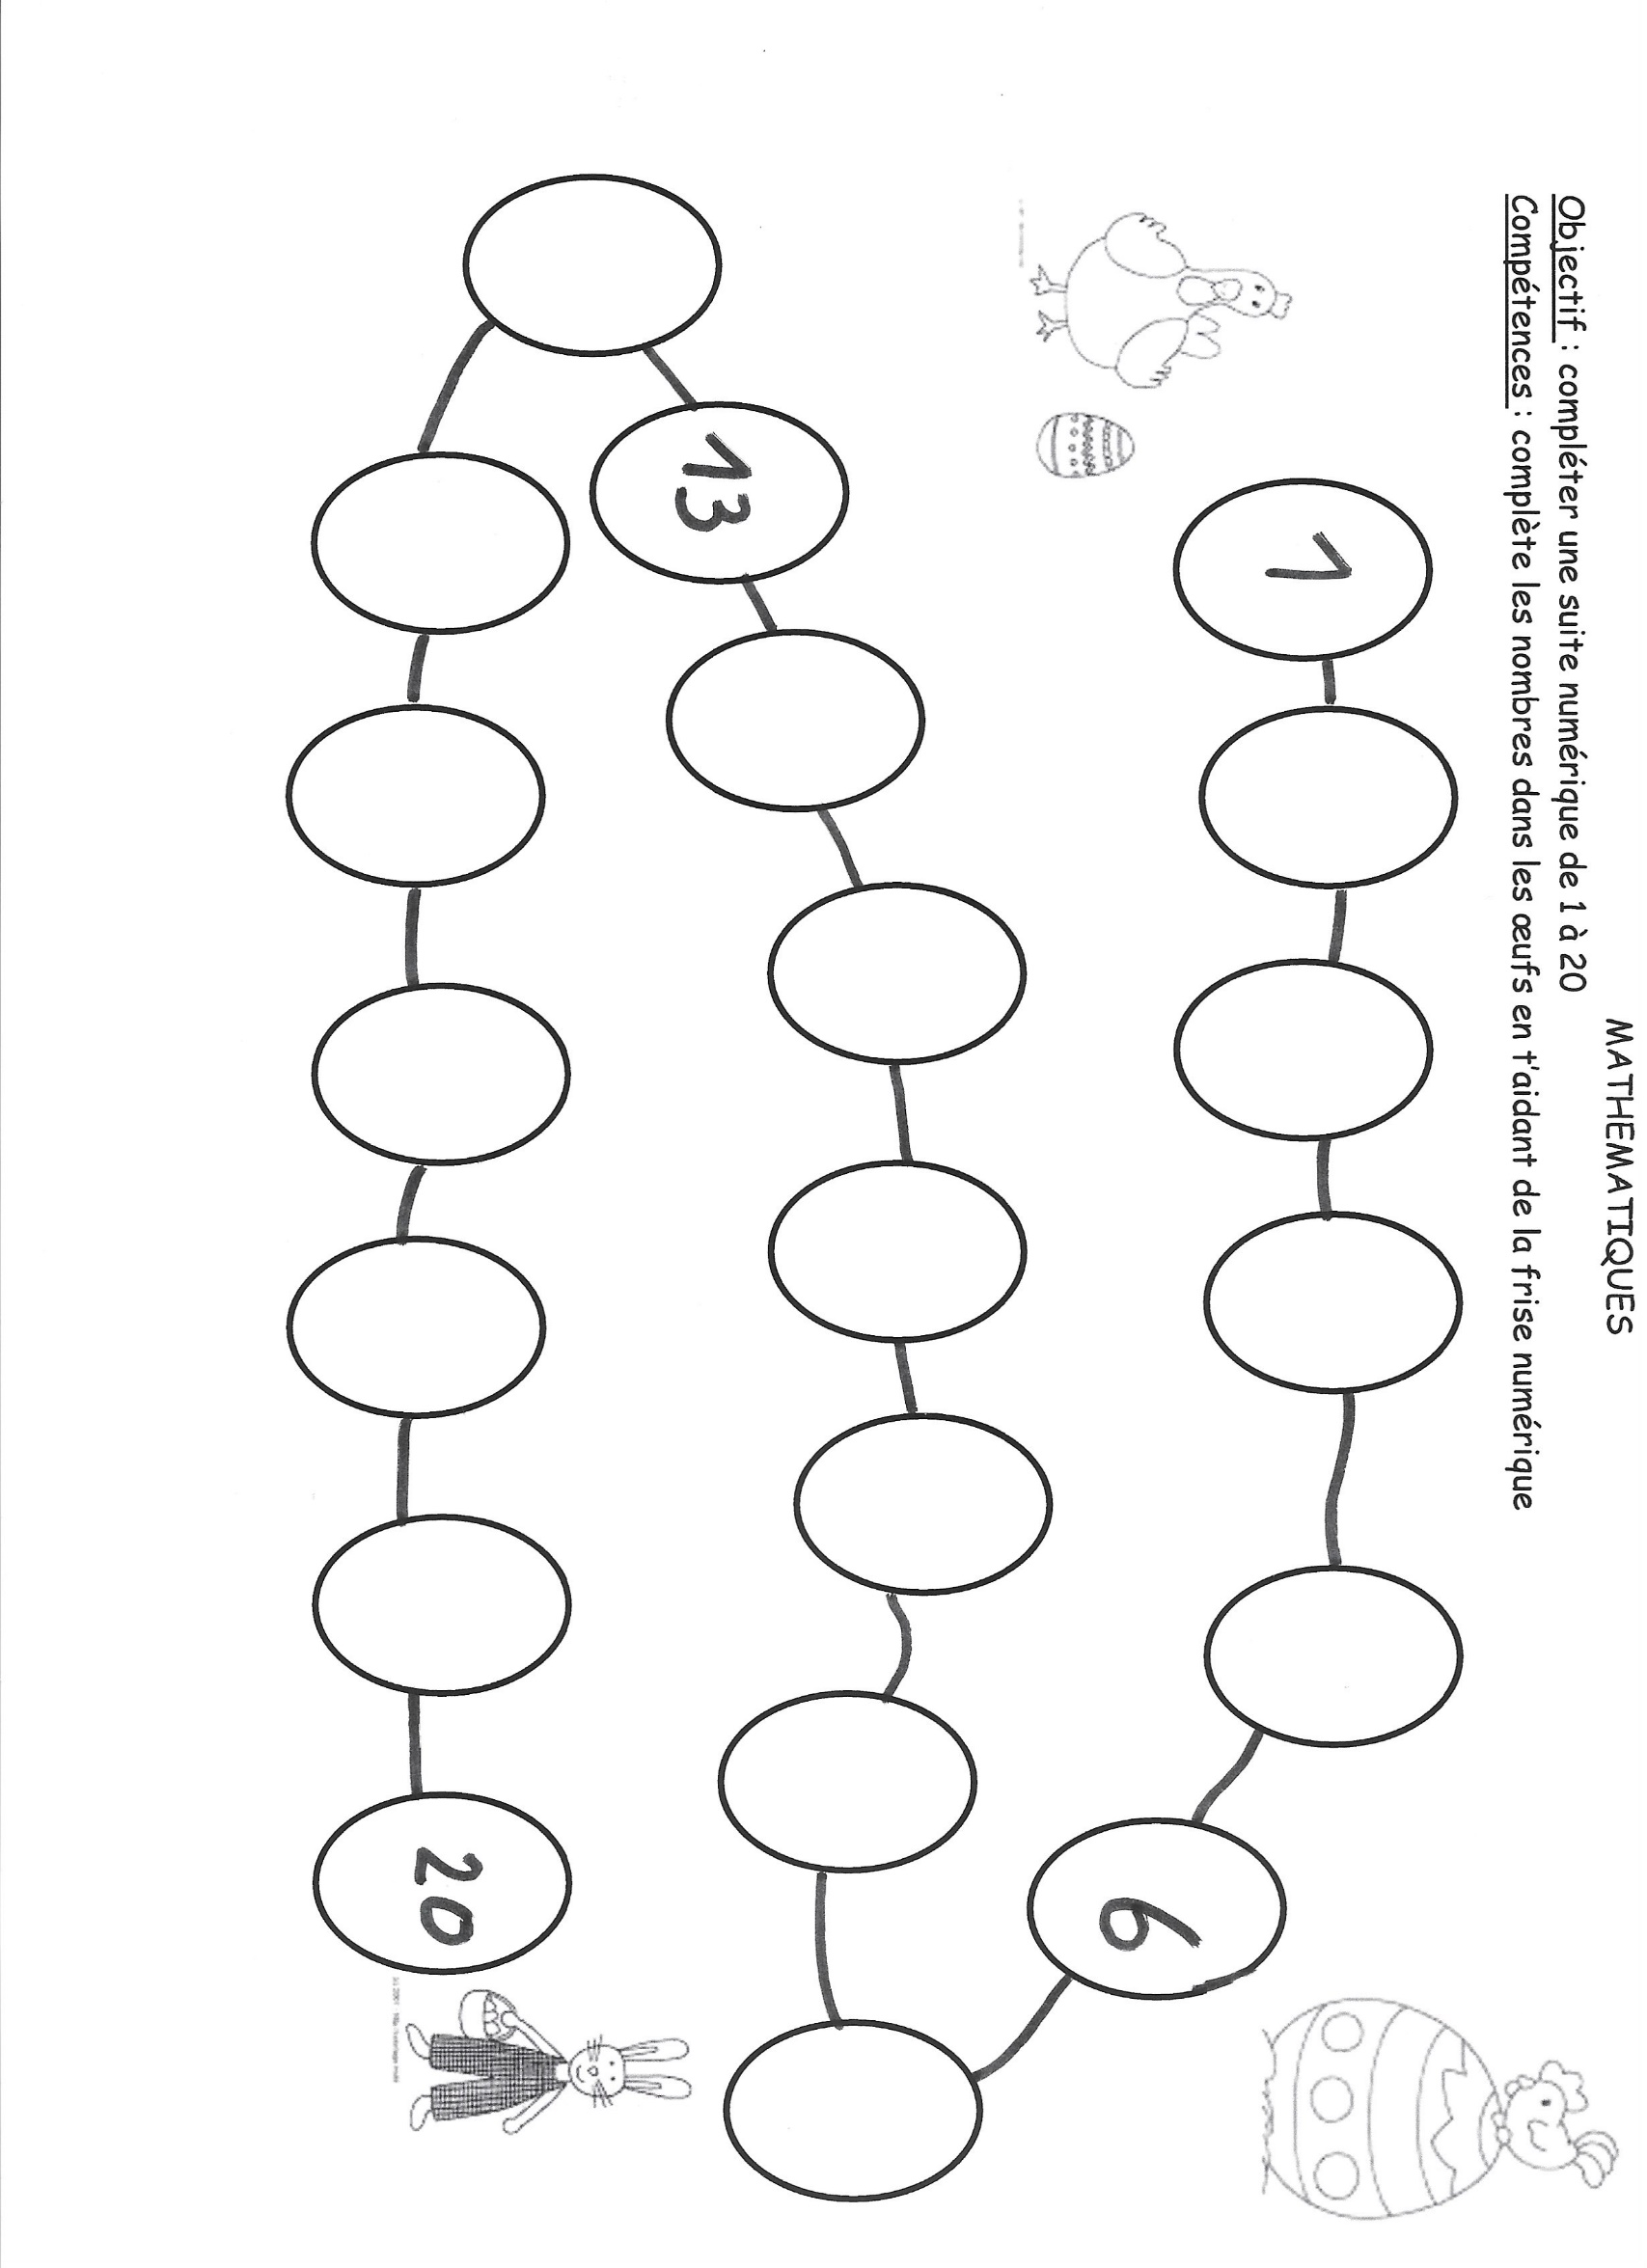 MATHEMATIQUES
Objectif : compléter une suite numérique de 1 à 20
Compétences : complète les nombres dans les œufs en t'aidant de la frise numérique
1
6
13
20